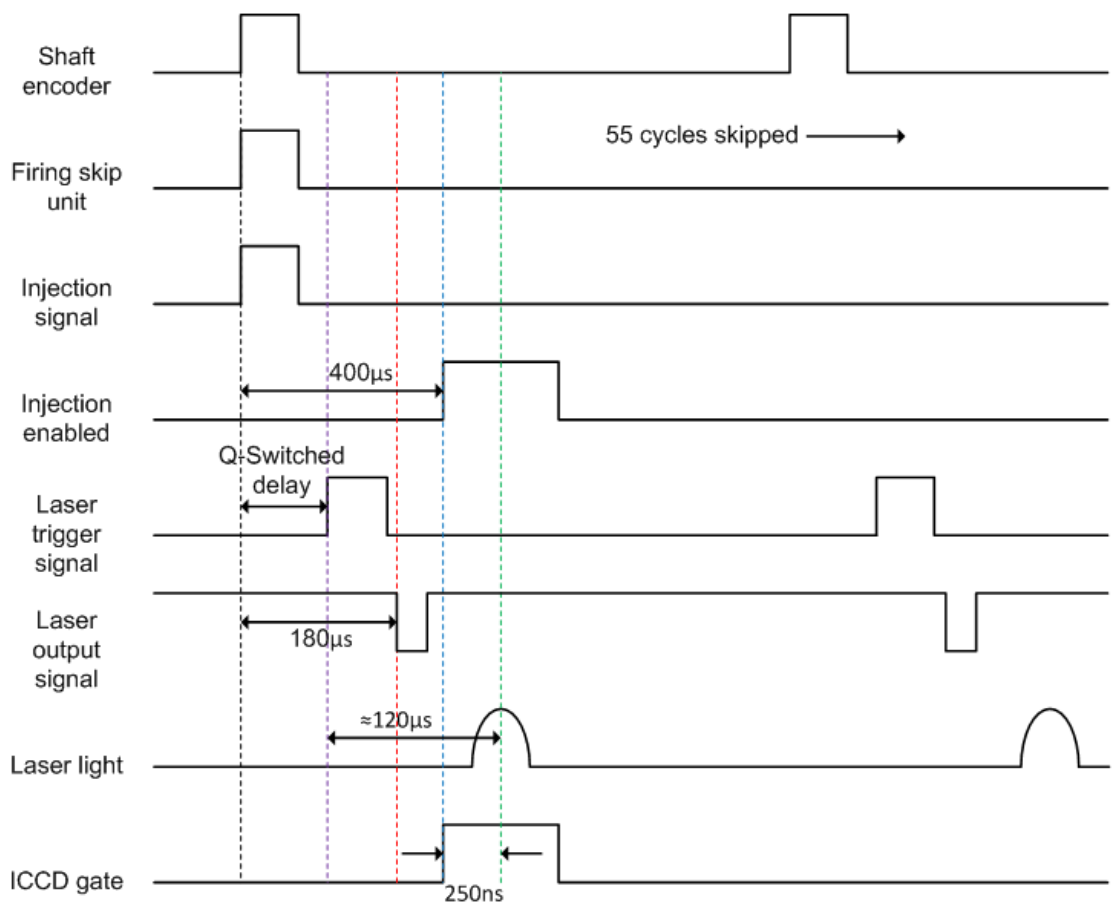 Shaft
encoder
55 cycles skipped
Firing skip
unit
Injection
signal
400µs
Injection
enabled
Q-Switched
delay
Laser
trigger
signal
180µs
Laser
output
signal
≈120µs
Laser light
ICCD gate
250ns